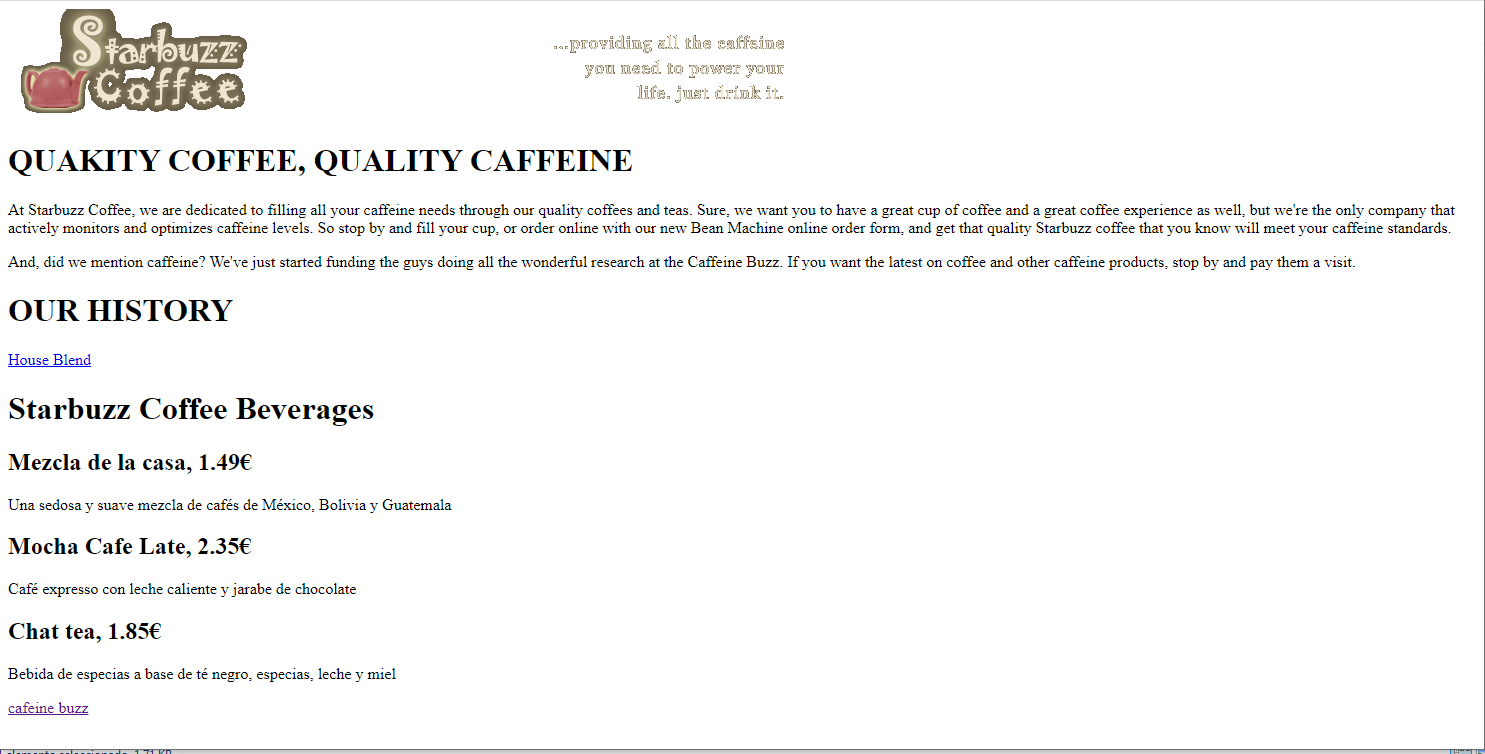 Starbuzz
Coffee
...providing all the caffeine
you need to power your
life. just drink it.
QUAKITY COFFEE, QUALITY CAFFEINE
At Starbuzz Coffee, we are dedicated to filling all your caffeine needs through our quality coffees and teas. Sure, we want you to have a great cup of coffee and a great coffee experience as well, but we're the only company that
actively monitors and optimizes caffeine levels. So stop by and fill your cup, or order online with our new Bean Machine online order form, and get that quality Starbuzz coffee that you know will meet your caffeine standards.
And, did we mention caffeine? We've just started funding the guys doing all the wonderful research at the Caffeine Buzz. If you want the latest on coffee and other caffeine products, stop by and pay them a visit.
OUR HISTORY
House Blend
Starbuzz Coffee Beverages
Mezcla de la casa, 1.49€
Una sedosa y suave mezcla de cafés de México, Bolivia y Guatemala
Mocha Cafe Late, 2.35€
Café expresso con leche caliente y jarabe de chocolate
Chat tea, 1.85€
Bebida de especias a base de té negro, especias, leche y miel
cafeine buzz